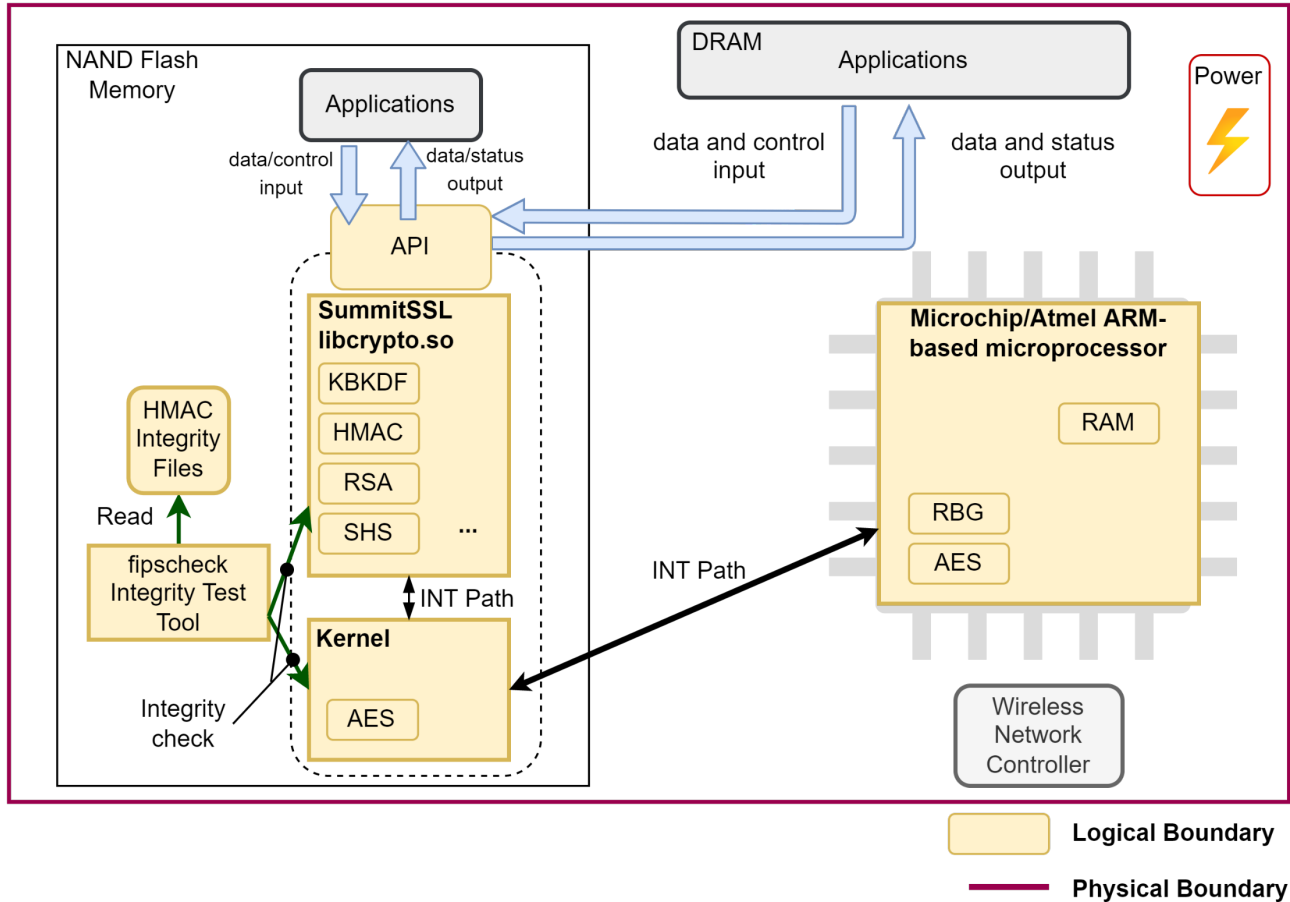 NAND Flash
Memory
Applications
data/control
input
data/status
output
API
DRAM
Applications
data and control
input
data and status
output
Power
SummitSSL
libcrypto.so
KBKDF
HMAC
RSA
SHS
...
HMAC
Integrity
Files
Read
fipscheck
Integrity Test
Tool
INT Path
Kernel
AES
Integrity
check
INT Path
Microchip/Atmel ARM-
based microprocessor
RAM
RBG
AES
Wireless
Network
Controller
Logical Boundary
Physical Boundary